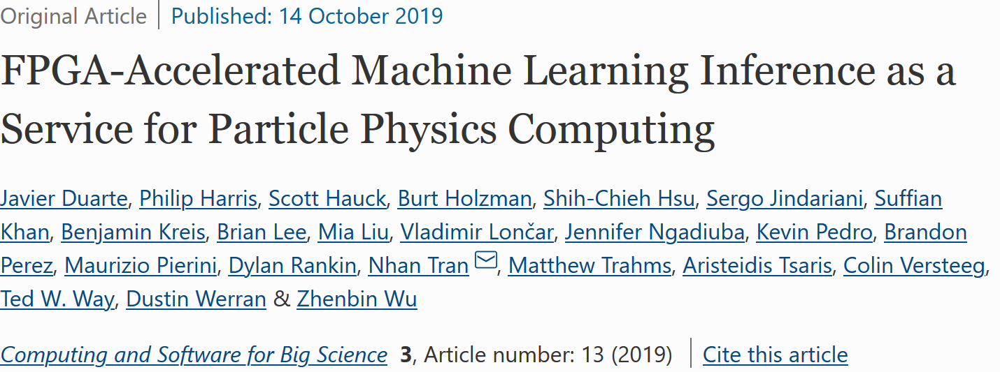 Original Article | Published: 14 October 2019
FPGA-Accelerated Machine Learning Inference as a
Service for Particle Physics Computing
Javier Duarte, Philip Harris, Scott Hauck, Burt Holzman, Shih-Chieh Hsu, Sergo Jindariani, Suffian
Khan, Benjamin Kreis, Brian Lee, Mia Liu, Vladimir Lončar, Jennifer Ngadiuba, Kevin Pedro, Brandon
Perez, Maurizio Pierini, Dylan Rankin, Nhan Tran, Matthew Trahms, Aristeidis Tsaris, Colin Versteeg,
Ted W. Way, Dustin Werran & Zhenbin Wu
Computing and Software for Big Science 3, Article number: 13 (2019) | Cite this article